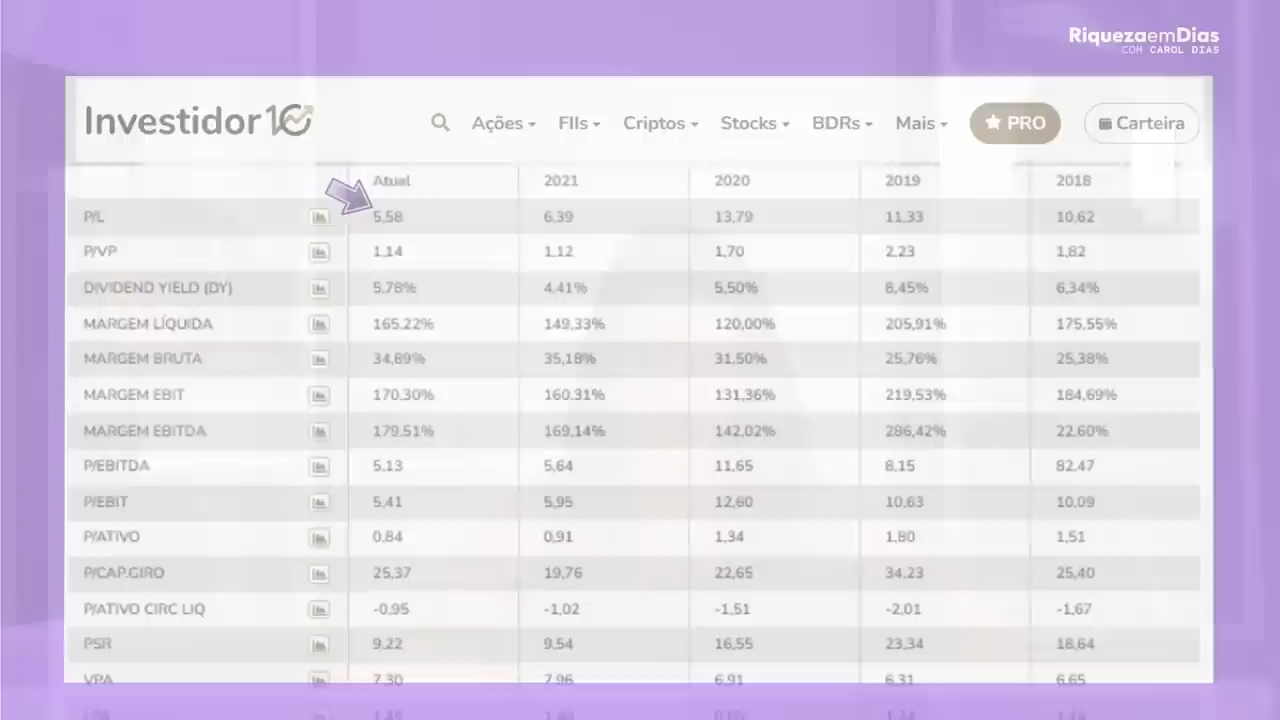 RiquezaemDias
COM CAROL DIAS
Investidor10
Ações FIIs Criptos Stocks BDRs Mais PRO Carteira
Atual 2021 2020 2019 2018
P/L 5,58 6,39 13,79 11,33 10,62
P/VP 1,14 1,12 1,70 2,23 1,82
DIVIDEND YIELD (DY) 5,78% 4,41% 5,50% 8,45% 6,34%
MARGEM LÍQUIDA 165,22% 149,33% 120,00% 205,91% 175,55%
MARGEM BRUTA 34,89% 35,18% 31,50% 25,76% 25,38%
MARGEM EBIT 170,30% 160,31% 131,36% 219,53% 184,69%
MARGEM EBITDA 179,51% 169,14% 142,02% 286,42% 22,60%
P/EBITDA 5,13 5,64 11,65 8,15 82,47
P/EBIT 5,41 5,95 12,60 10,63 10,09
P/ATIVO 0,84 0,91 1,34 1,80 1,51
P/CAP.GIRO 25,37 19,76 22,65 34,23 25,40
P/ATIVO CIRC LIQ -0,95 -1,02 -1,51 -2,01 -1,67
PSR 9,22 9,54 16,55 23,34 18,64
VPA 7,30 7,96 6,91 6,31 6,65